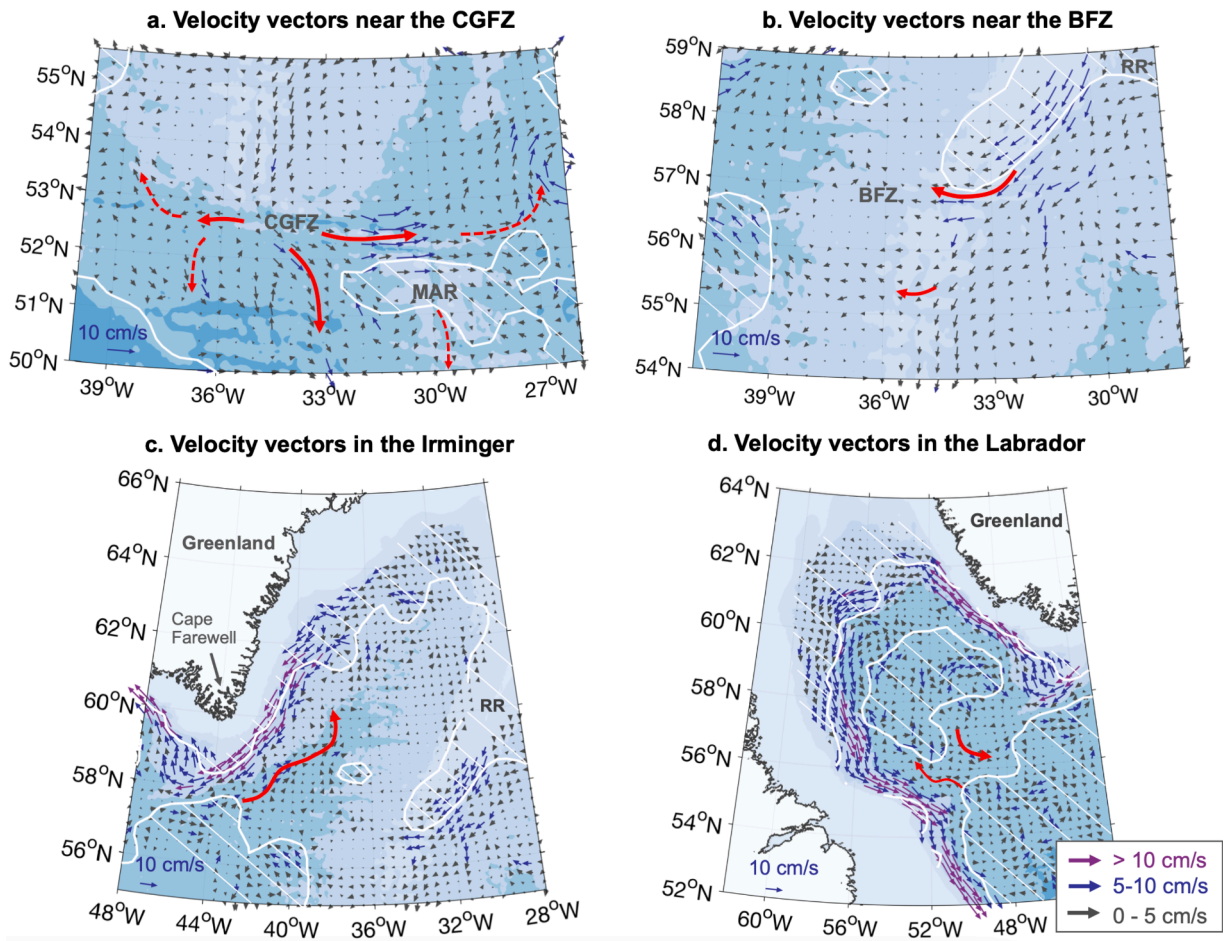 a. Velocity vectors near the CGFZ
55°N
54°N
53°N
52°N
51°N
50°N
CGFZ
MAR
10 cm/s
39°W
36°W
33°W
30°W
27°W
b. Velocity vectors near the BFZ
59°N
58°N
57°N
56°N
55°N
54°N
RR
BFZ
10 cm/s
39°W
36°W
33°W
30°W
c. Velocity vectors in the Irminger
66°N
64°N
62°N
60°N
58°N
56°N
Greenland
Cape
Farewell
RR
10 cm/s
48°W
44°W
40°W
36°W
32°W
28°W
d. Velocity vectors in the Labrador
64°N
62°N
60°N
58°N
56°N
54°N
52°N
Greenland
10 cm/s
60°W
56°W
52°W
48°W
> 10 cm/s
5-10 cm/s
0 - 5 cm/s